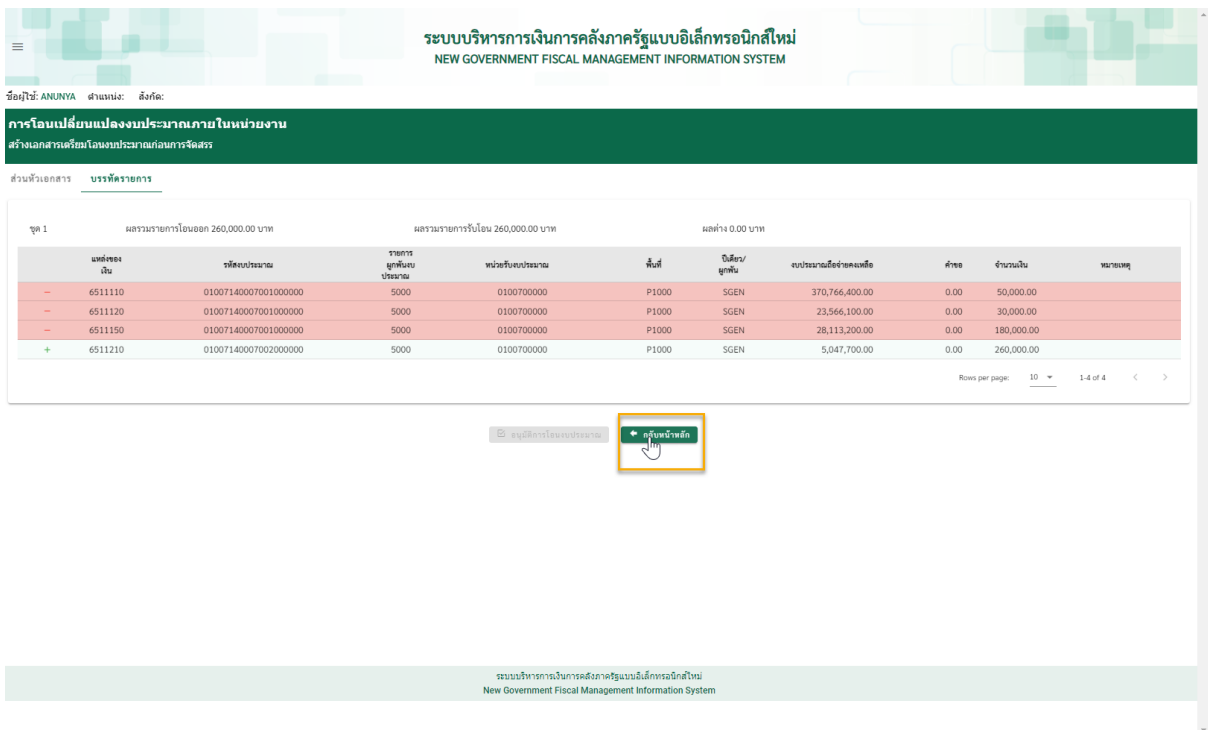 ระบบบริหารการเงินการคลังภาครัฐแบบอิเล็กทรอนิกส์ใหม่
NEW GOVERNMENT FISCAL MANAGEMENT INFORMATION SYSTEM
ชื่อผู้ใช้: ANUNYA ตำแหน่ง: สังกัด:
การโอนเปลี่ยนแปลงงบประมาณภายในหน่วยงาน
สร้างเอกสารเตรียมโอนงบประมาณก่อนการจัดสรร
ส่วนหัวเอกสาร บรรทัดรายการ
ชุด 1 ผลรวมรายการโอนออก 260,000.00 บาท ผลรวมรายการรับโอน 260,000.00 บาท ผลต่าง 0.00 บาท
แหล่งของเงิน รหัสงบประมาณ รายการผูกพันงบประมาณ หน่วยรับงบประมาณ พื้นที่ ปีเดียว/ผูกพัน งบประมาณถือจ่ายคงเหลือ คำขอ จำนวนเงิน หมายเหตุ
− 6511110 01007140007001000000 5000 0100700000 P1000 SGEN 370,766,400.00 0.00 50,000.00
− 6511120 01007140007001000000 5000 0100700000 P1000 SGEN 23,566,100.00 0.00 30,000.00
− 6511150 01007140007001000000 5000 0100700000 P1000 SGEN 28,113,200.00 0.00 180,000.00
+ 6511210 01007140007002000000 5000 0100700000 P1000 SGEN 5,047,700.00 0.00 260,000.00
Rows per page: 10 1-4 of 4
อนุมัติการโอนงบประมาณ กลับหน้าหลัก
ระบบบริหารการเงินการคลังภาครัฐแบบอิเล็กทรอนิกส์ใหม่
New Government Fiscal Management Information System